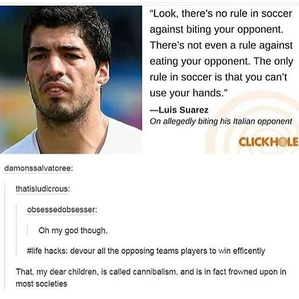 "Look, there's no rule in soccer
against biting your opponent.
There's not even a rule against
eating your opponent. The only
rule in soccer is that you can't
use your hands."
—Luis Suarez
On allegedly biting his Italian opponent
CLICKHOLE
damonssalvatoree:
thatisludicrous:
obsessedobsesser:
Oh my god though.
#life hacks: devour all the opposing teams players to win efficently
That, my dear children, is called cannibalism, and is in fact frowned upon in
most societies